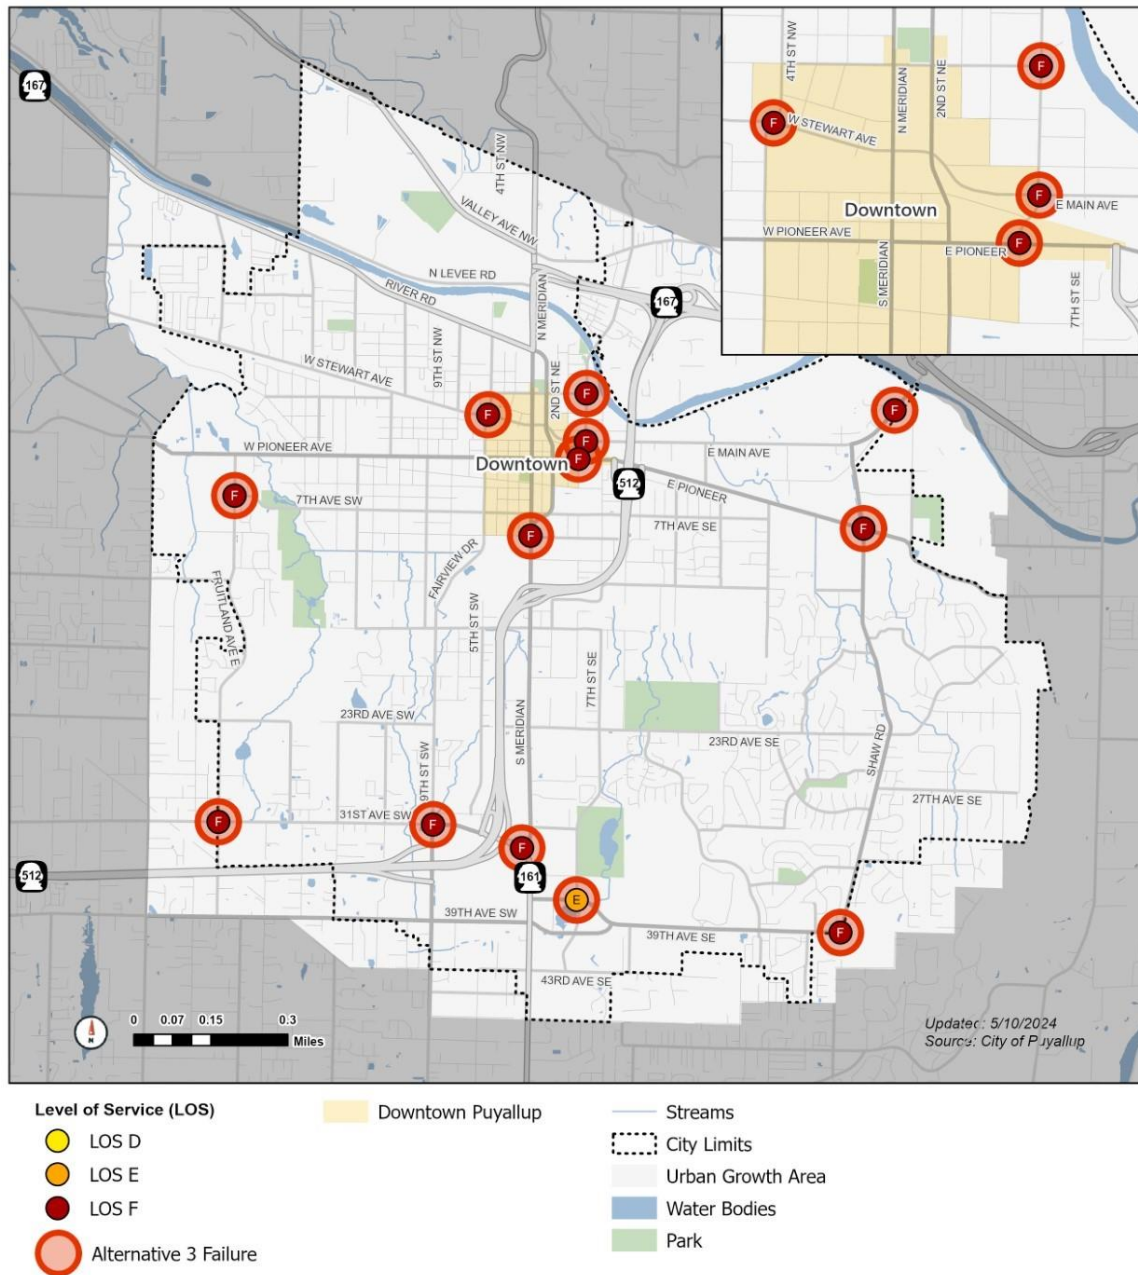 167
4TH ST NW
N MERIDIAN
2ND ST NE
F
F
W STEWART AVE
F
E MAIN AVE
Downtown
W PIONEER AVE
E PIONEER
F
S MERIDIAN
7TH ST SE
4TH ST NW
VALLEY AVE NW
N LEVEE RD
RIVER RD
N MERIDIAN
167
W STEWART AVE
9TH ST NW
2ND ST NE
F
F
F
F
F
W PIONEER AVE
Downtown
E MAIN AVE
512
E PIONEER
F
7TH AVE SW
F
7TH AVE SE
F
FAIRVIEW DR
FRUITLAND AVE E
5TH ST SW
7TH ST SE
23RD AVE SW
S MERIDIAN
23RD AVE SE
SHAW RD
9TH ST SW
27TH AVE SE
F
31ST AVE SW
F
F
512
161
E
39TH AVE SW
39TH AVE SE
F
43RD AVE SE
0 0.07 0.15 0.3
Miles
N
Updated: 5/10/2024
Source: City of Puyallup
Level of Service (LOS)
LOS D
LOS E
LOS F
Alternative 3 Failure
Downtown Puyallup
Streams
City Limits
Urban Growth Area
Water Bodies
Park